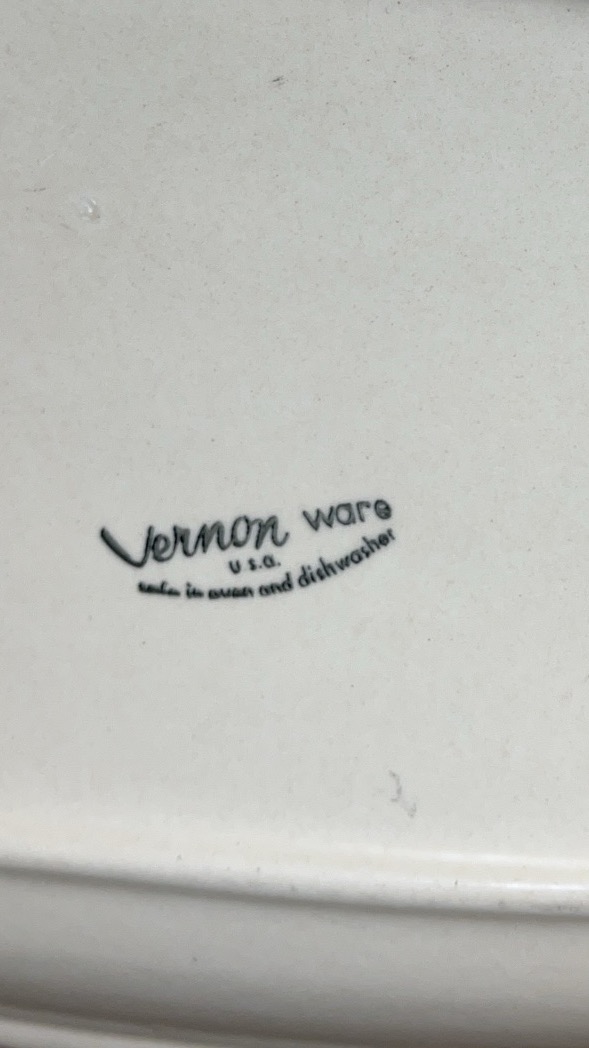 Vernon ware
u s.a.
safe in oven and dishwasher